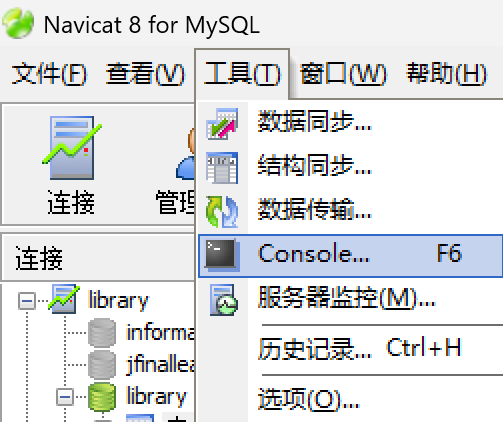 Navicat 8 for MySQL
文件(F) 查看(V) 工具(T) 窗口(W) 帮助(H)
连接 管理
数据同步...
结构同步...
数据传输...
Console... F6
服务器监控(M)...
历史记录... Ctrl+H
选项(O)...
连接
library
informa
jfinallea
library